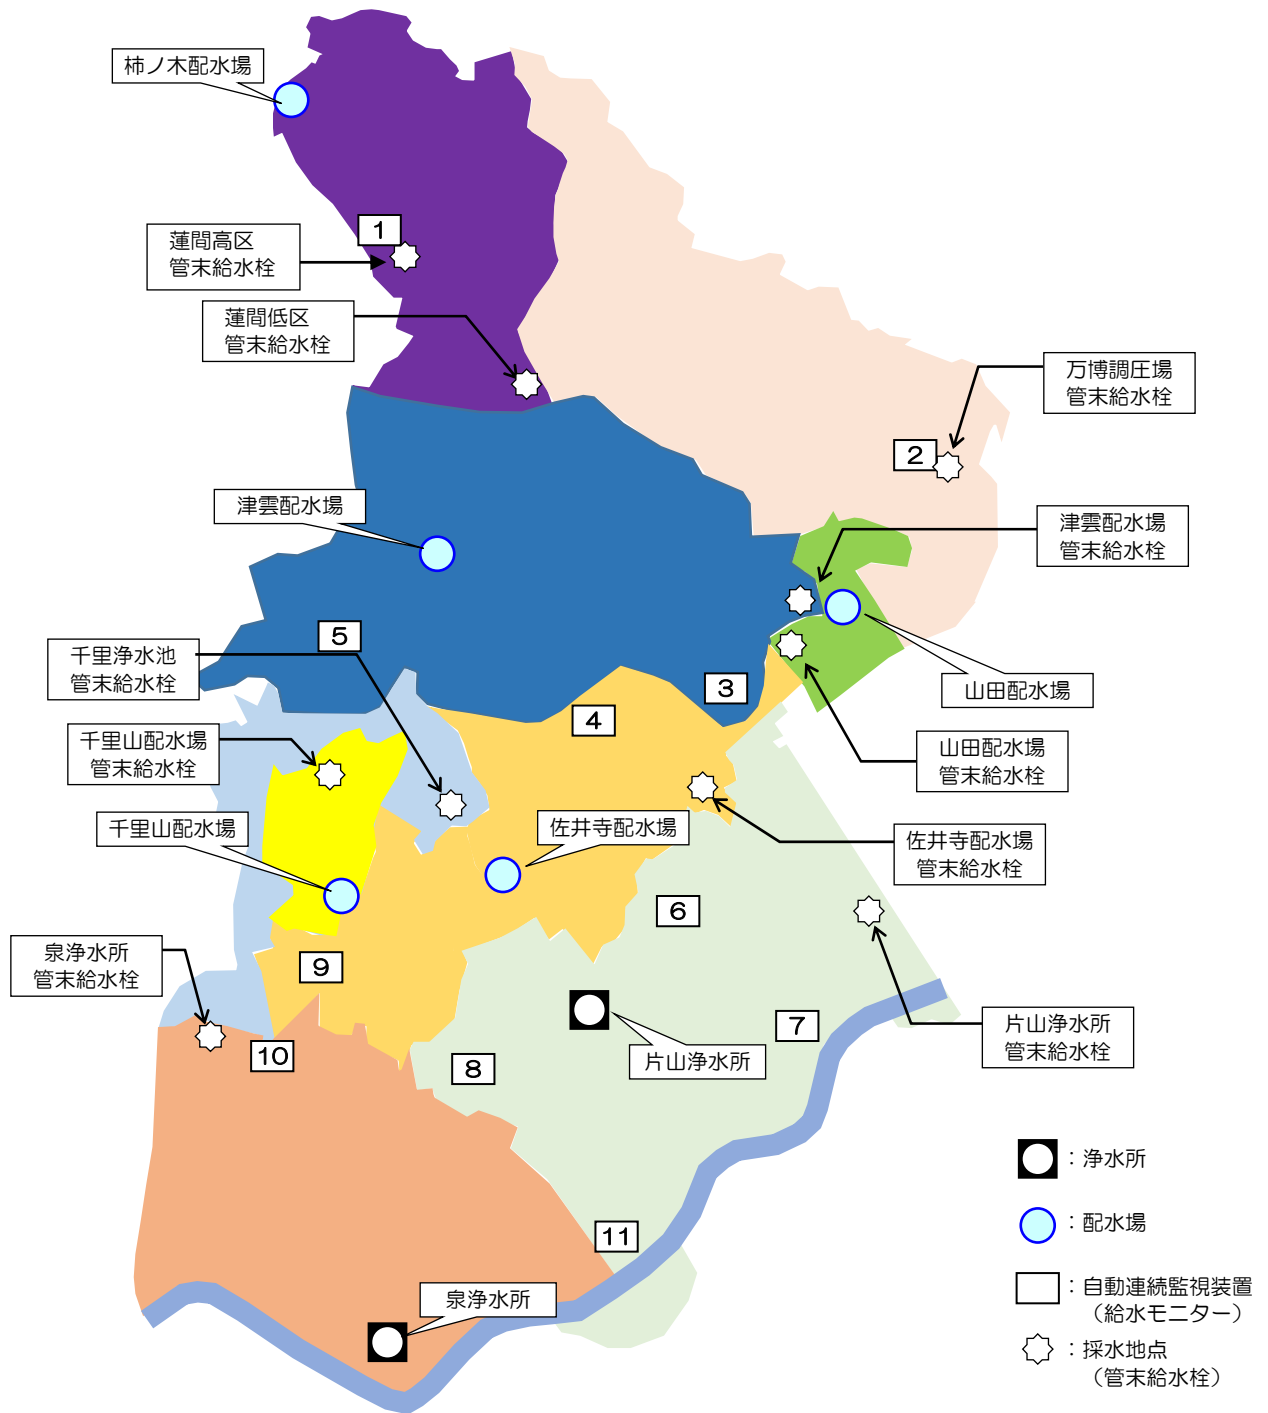 柿ノ木配水場
1
蓮間高区
管末給水栓
蓮間低区
管末給水栓
万博調圧場
管末給水栓
2
津雲配水場
津雲配水場
管末給水栓
5
千里浄水池
管末給水栓
3
山田配水場
4
千里山配水場
管末給水栓
山田配水場
管末給水栓
千里山配水場
佐井寺配水場
佐井寺配水場
管末給水栓
6
泉浄水所
管末給水栓
9
7
片山浄水所
管末給水栓
10
8
片山浄水所
11
泉浄水所
：浄水所
：配水場
：自動連続監視装置
（給水モニター）
：採水地点
（管末給水栓）